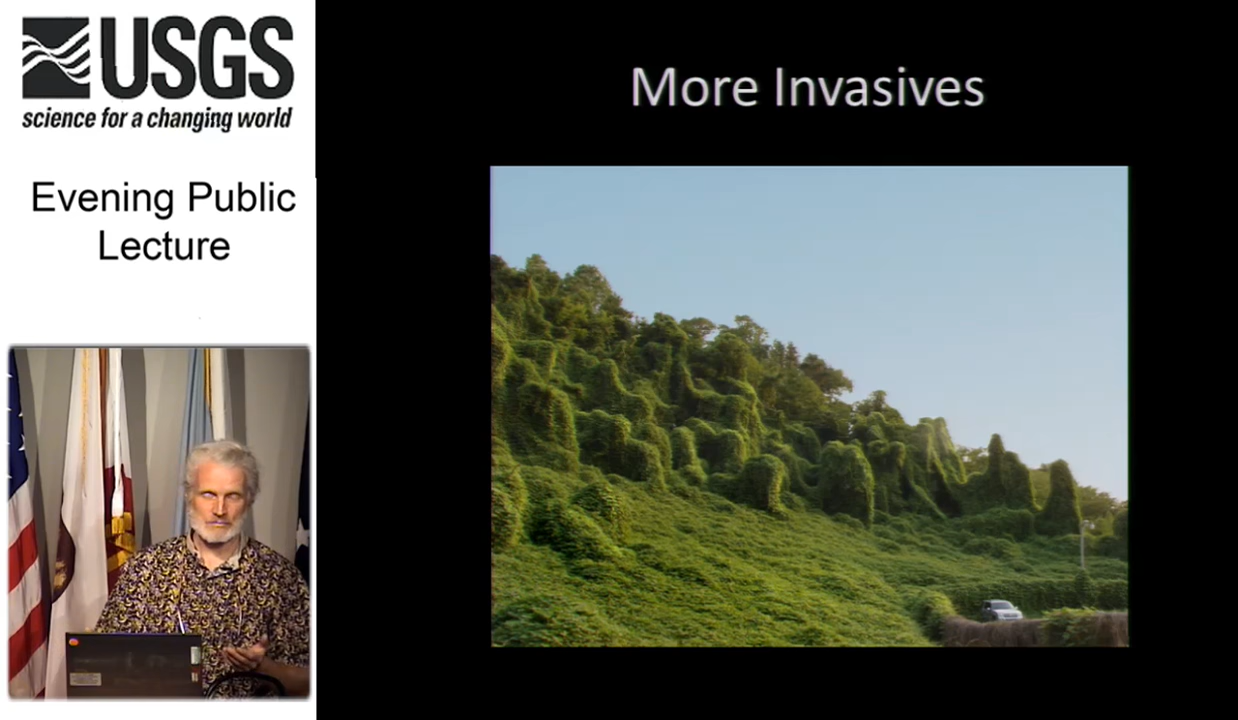 USGS
science for a changing world
Evening Public
Lecture
More Invasives